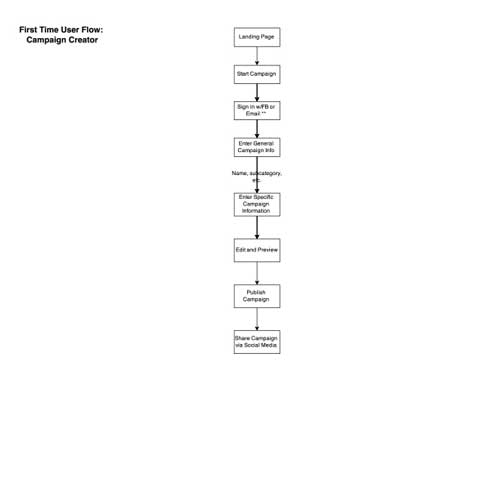 First Time User Flow:
Campaign Creator
Landing Page
Start Campaign
Sign in w/FB or
Email **
Enter General
Campaign Info
Name, subcategory,
etc.
Enter Specific
Campaign
Information
Edit and Preview
Publish
Campaign
Share Campaign
via Social Media